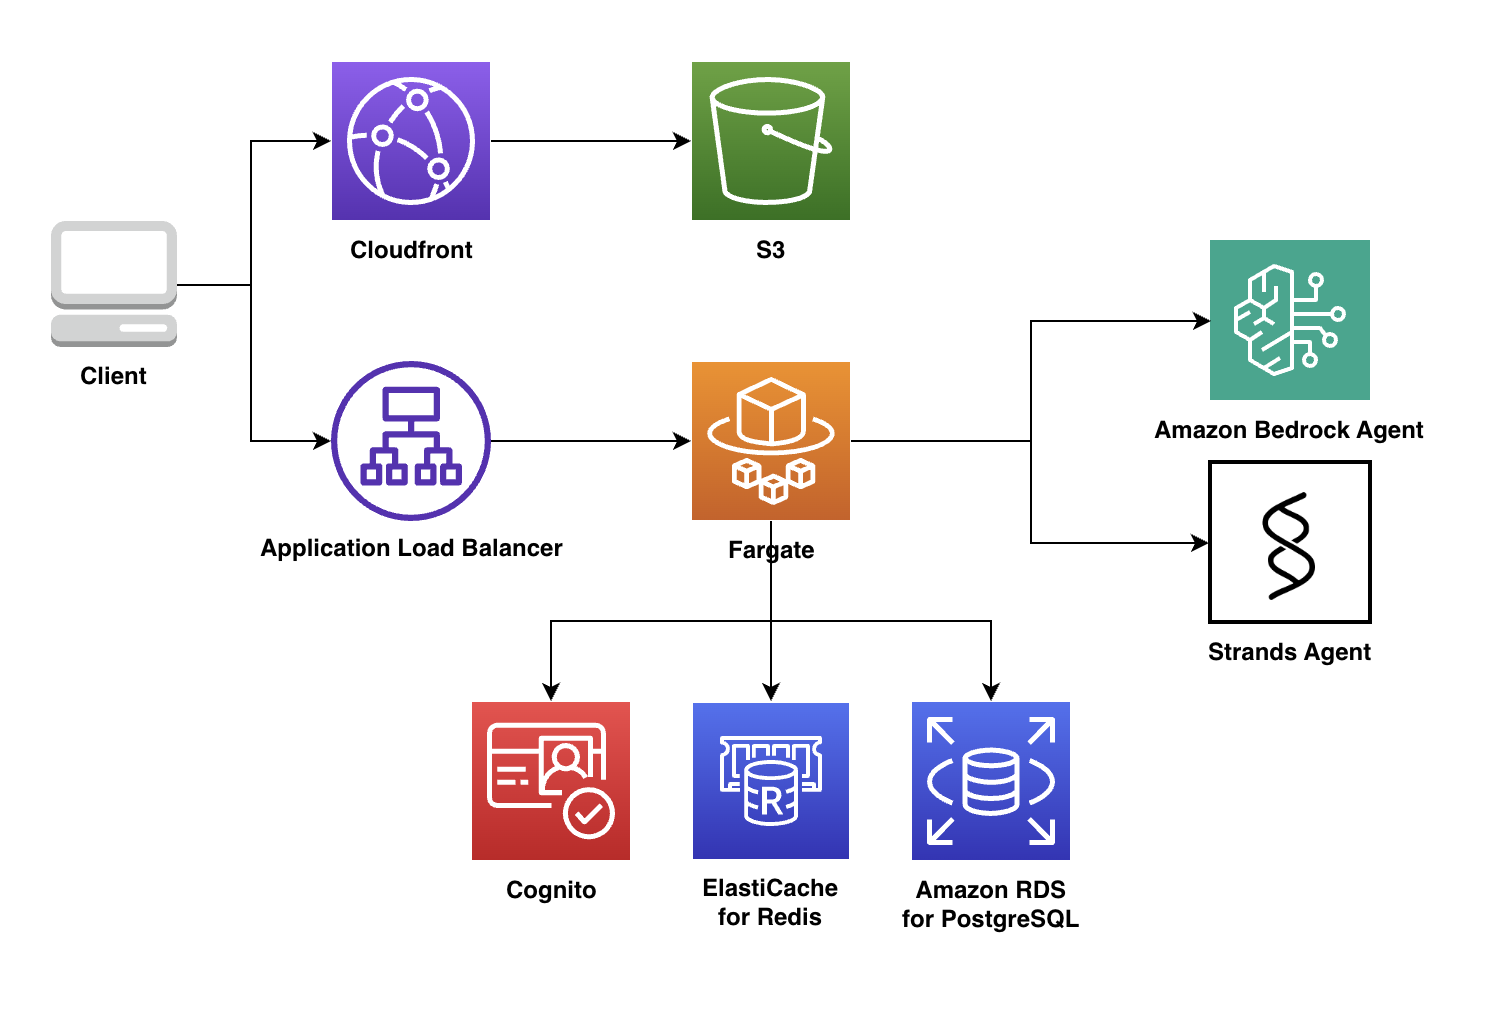 Cloudfront
S3
Client
Amazon Bedrock Agent
Application Load Balancer
Fargate
Strands Agent
R
Cognito
ElastiCache
for Redis
Amazon RDS
for PostgreSQL